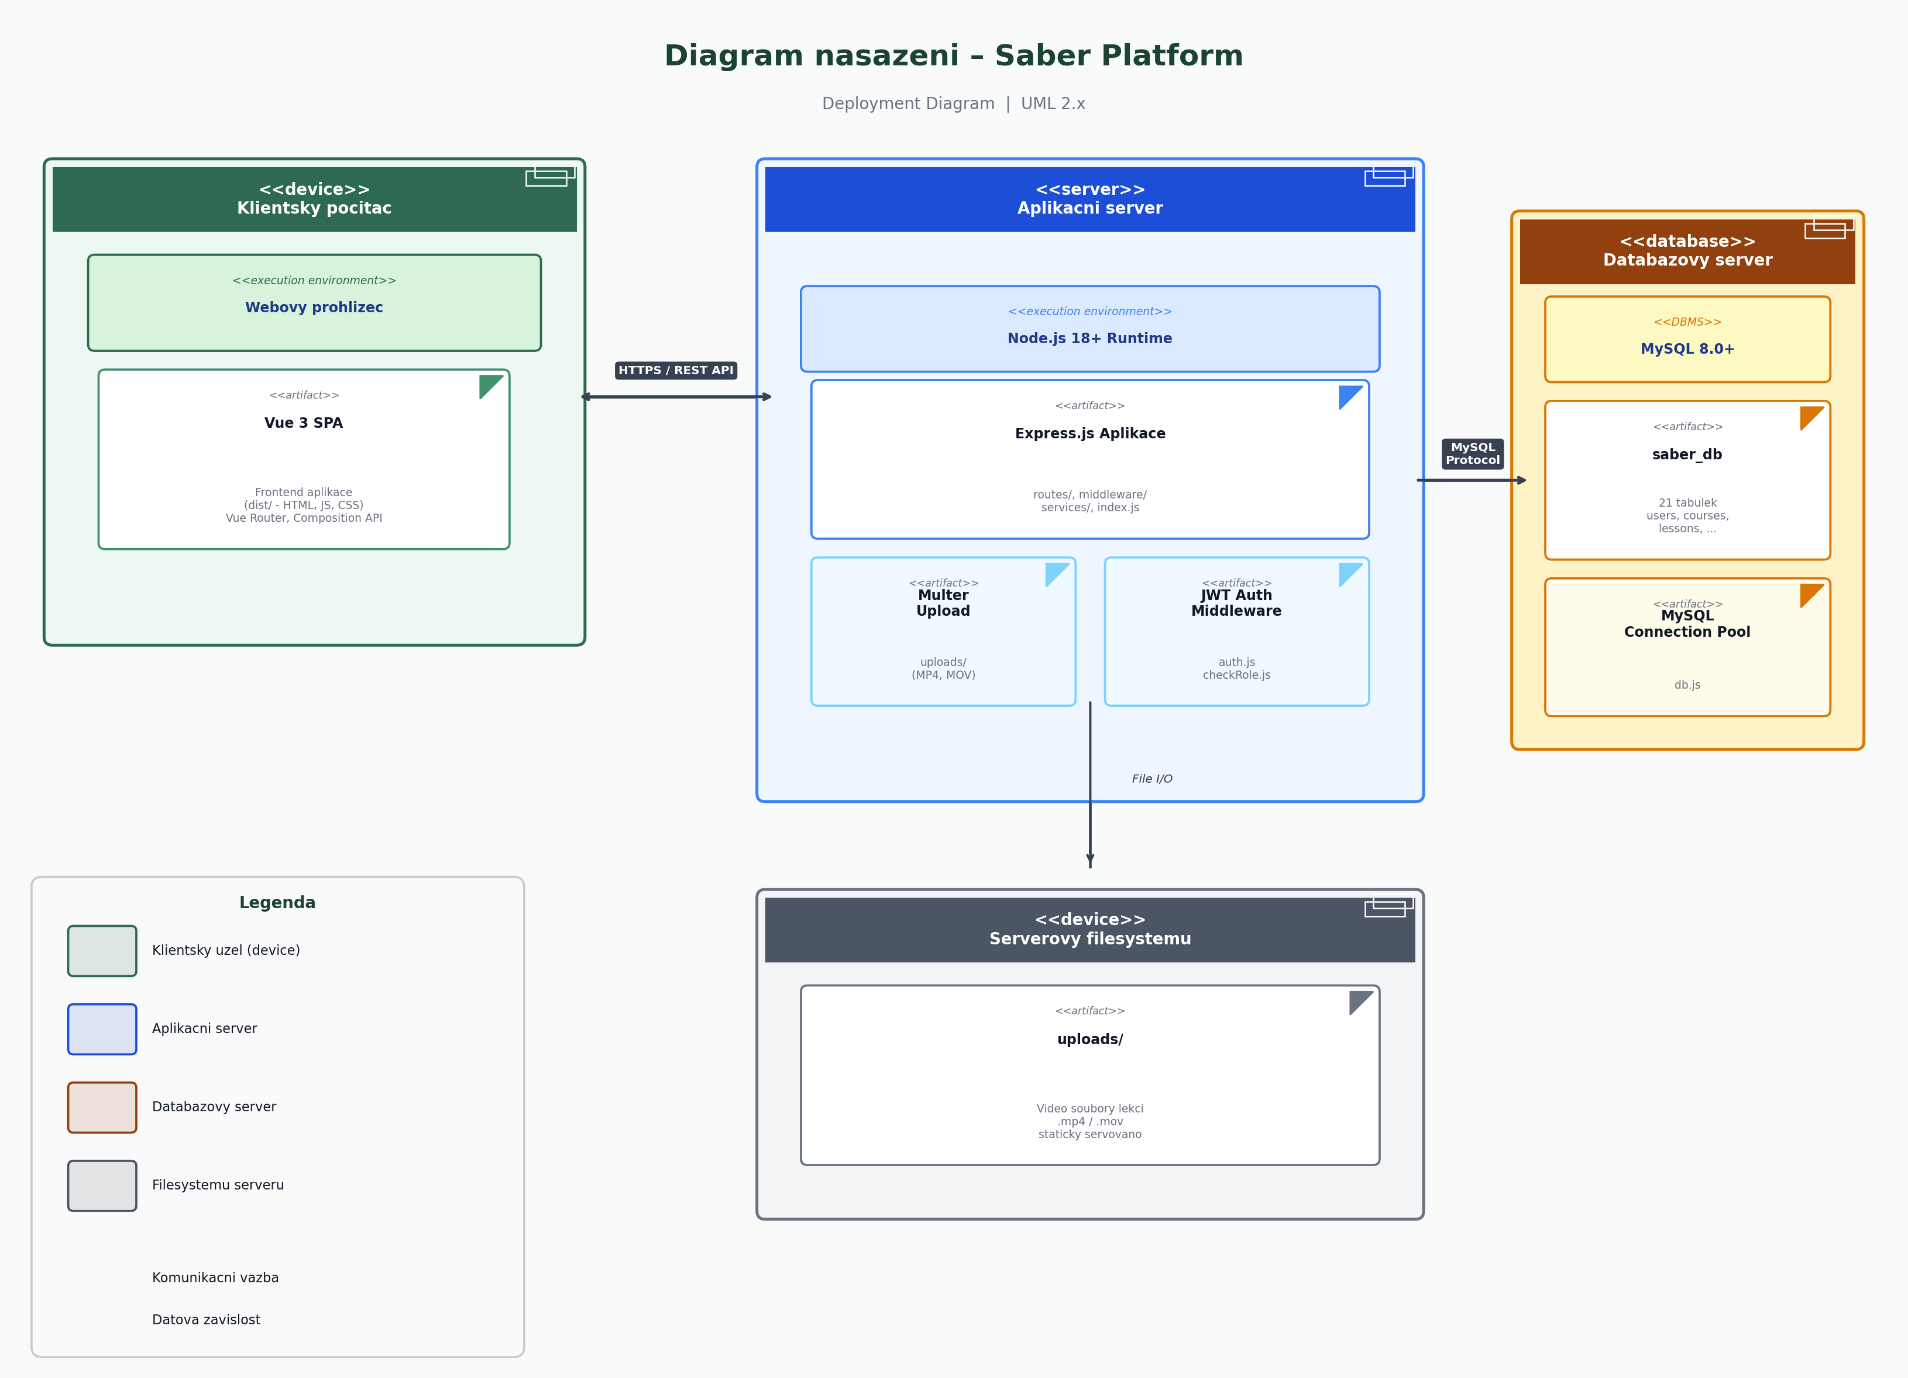 Diagram nasazeni – Saber Platform
Deployment Diagram | UML 2.x
<<device>>
Klientsky pocitac
<<execution environment>>
Webovy prohlizec
<<artifact>>
Vue 3 SPA
Frontend aplikace
(dist/ - HTML, JS, CSS)
Vue Router, Composition API
HTTPS / REST API
<<server>>
Aplikacni server
<<execution environment>>
Node.js 18+ Runtime
<<artifact>>
Express.js Aplikace
routes/, middleware/
services/, index.js
<<artifact>>
Multer
Upload
uploads/
(MP4, MOV)
<<artifact>>
JWT Auth
Middleware
auth.js
checkRole.js
File I/O
MySQL
Protocol
<<database>>
Databazovy server
<<DBMS>>
MySQL 8.0+
<<artifact>>
saber_db
21 tabulek
users, courses,
lessons, ...
<<artifact>>
MySQL
Connection Pool
db.js
<<device>>
Serverovy filesystemu
<<artifact>>
uploads/
Video soubory lekci
.mp4 / .mov
staticky servovano
Legenda
Klientsky uzel (device)
Aplikacni server
Databazovy server
Filesystemu serveru
Komunikacni vazba
Datova zavislost